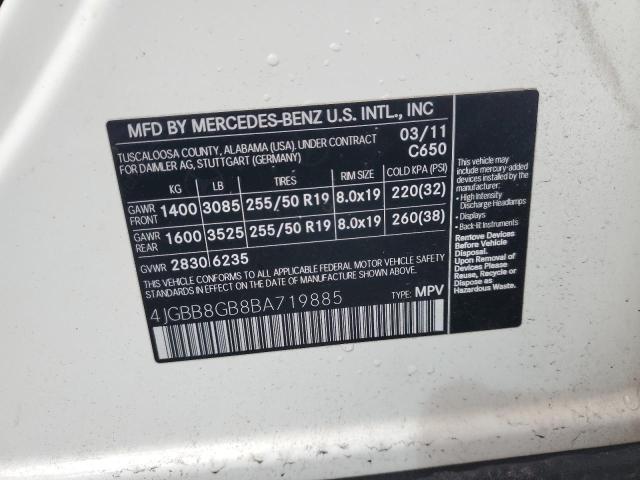 MFD BY MERCEDES-BENZ U.S. INTL., INC
TUSCALOOSA COUNTY, ALABAMA (USA). UNDER CONTRACT 03/11
FOR DAIMLER AG, STUTTGART (GERMANY) C650
KG LB TIRES RIM SIZE COLD KPA (PSI)
GAWR FRONT 1400 3085 255/50 R19 8.0x19 220(32)
GAWR REAR 1600 3525 255/50 R19 8.0x19 260(38)
GVWR 2830 6235
THIS VEHICLE CONFORMS TO ALL APPLICABLE FEDERAL MOTOR VEHICLE SAFETY
STANDARDS IN EFFECT ON THE DATE OF MANUFACTURE SHOWN ABOVE.
4JGBB8GB8BA719885 TYPE: MPV
This vehicle may
include mercury-added
devices installed by the
manufacturer:
• High Intensity
Discharge Headlamps
• Displays
• Back-lit Instruments
Remove Devices
Before Vehicle
Disposal.
Upon Removal of
Devices Please
Reuse, Recycle or
Dispose as
Hazardous Waste.